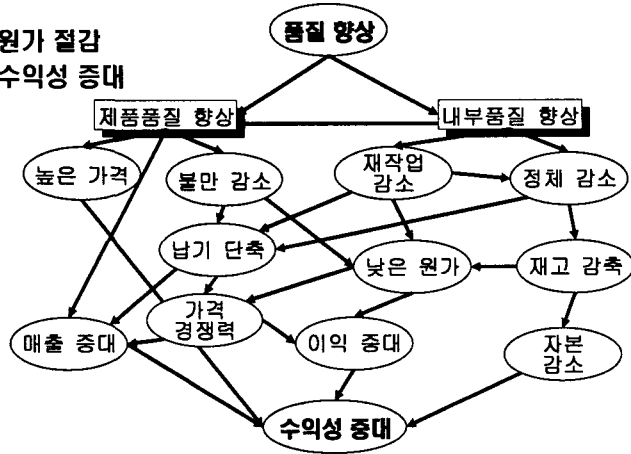 품질 향상
원가 절감
수익성 증대
제품품질 향상
내부품질 향상
높은 가격
불만 감소
재작업
감소
정체 감소
납기 단축
낮은 원가
재고 감축
가격
경쟁력
매출 증대
이익 중대
자본
감소
수익성 중대